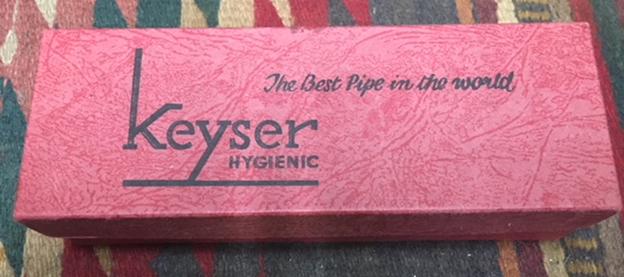 The Best Pipe in the world
Keyser
HYGIENIC